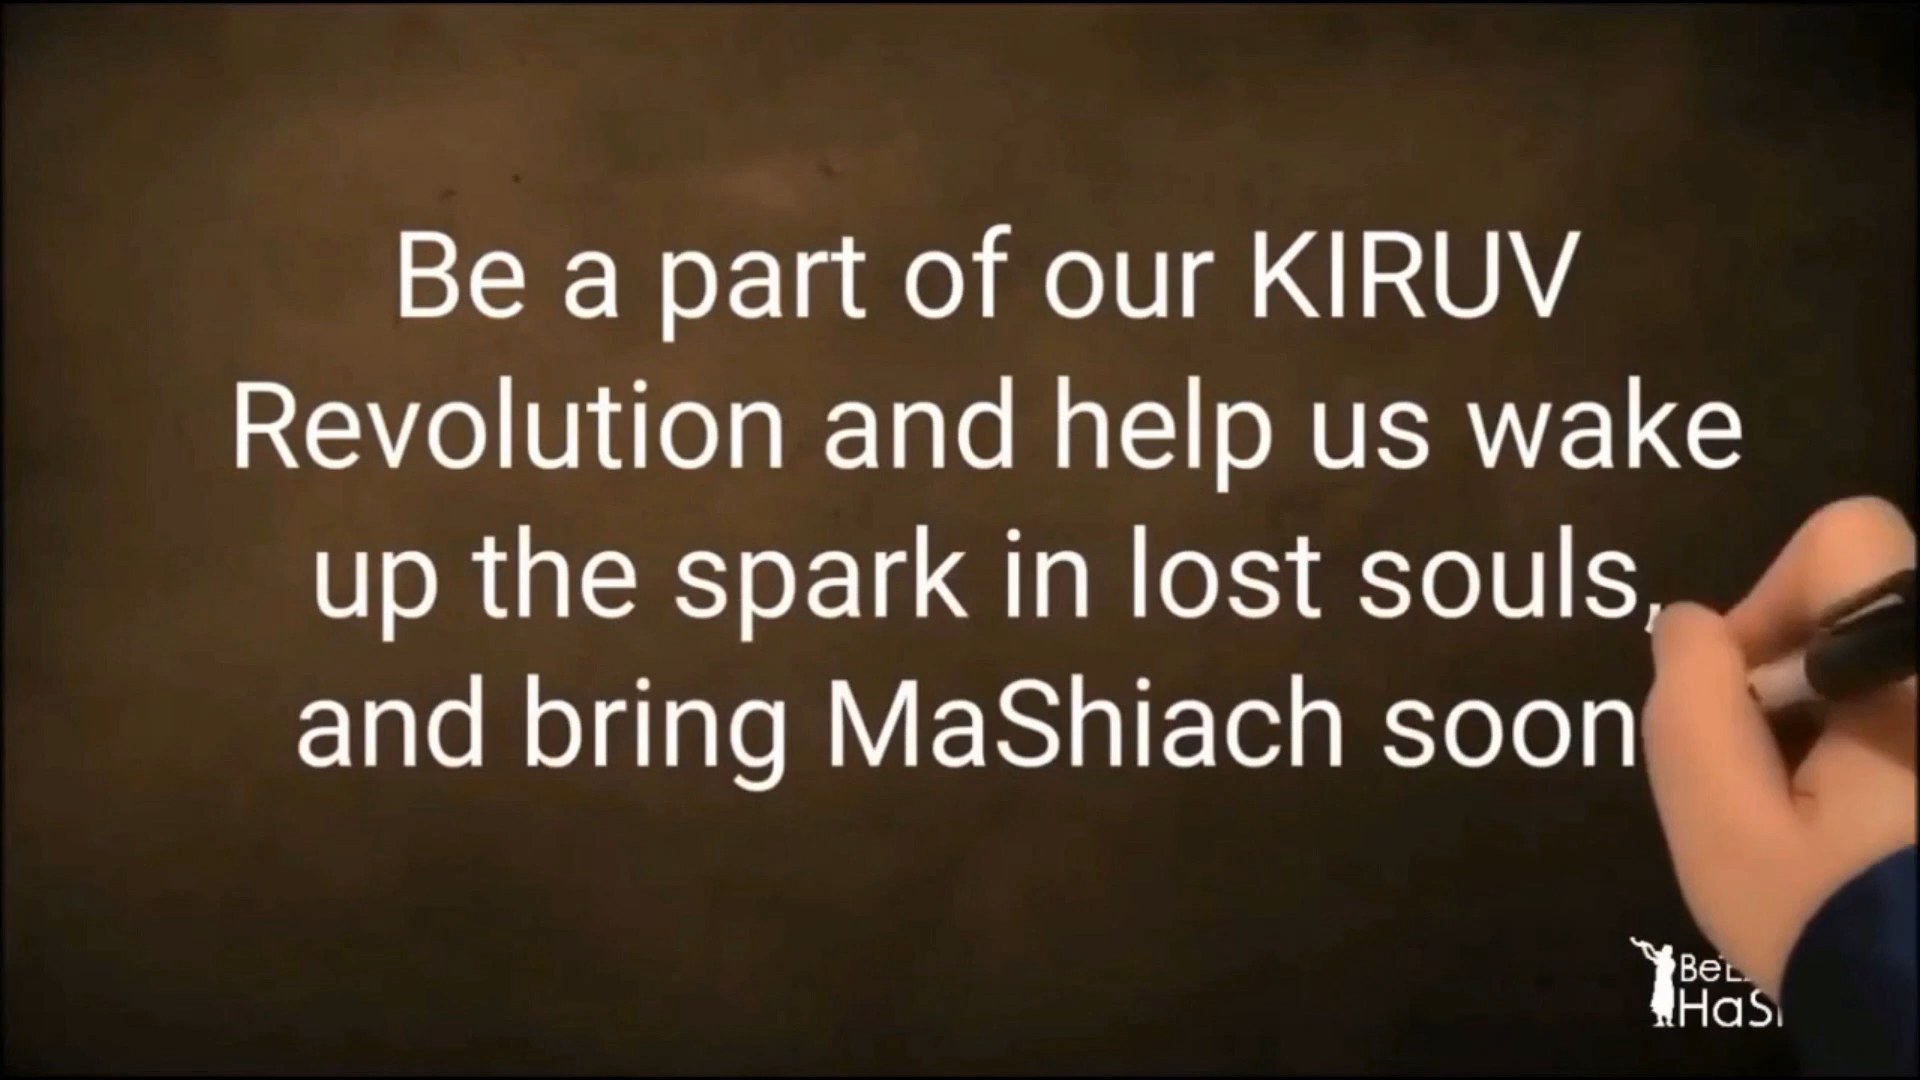 Be a part of our KIRUV
Revolution and help us wake
up the spark in lost souls,
and bring MaShiach soon